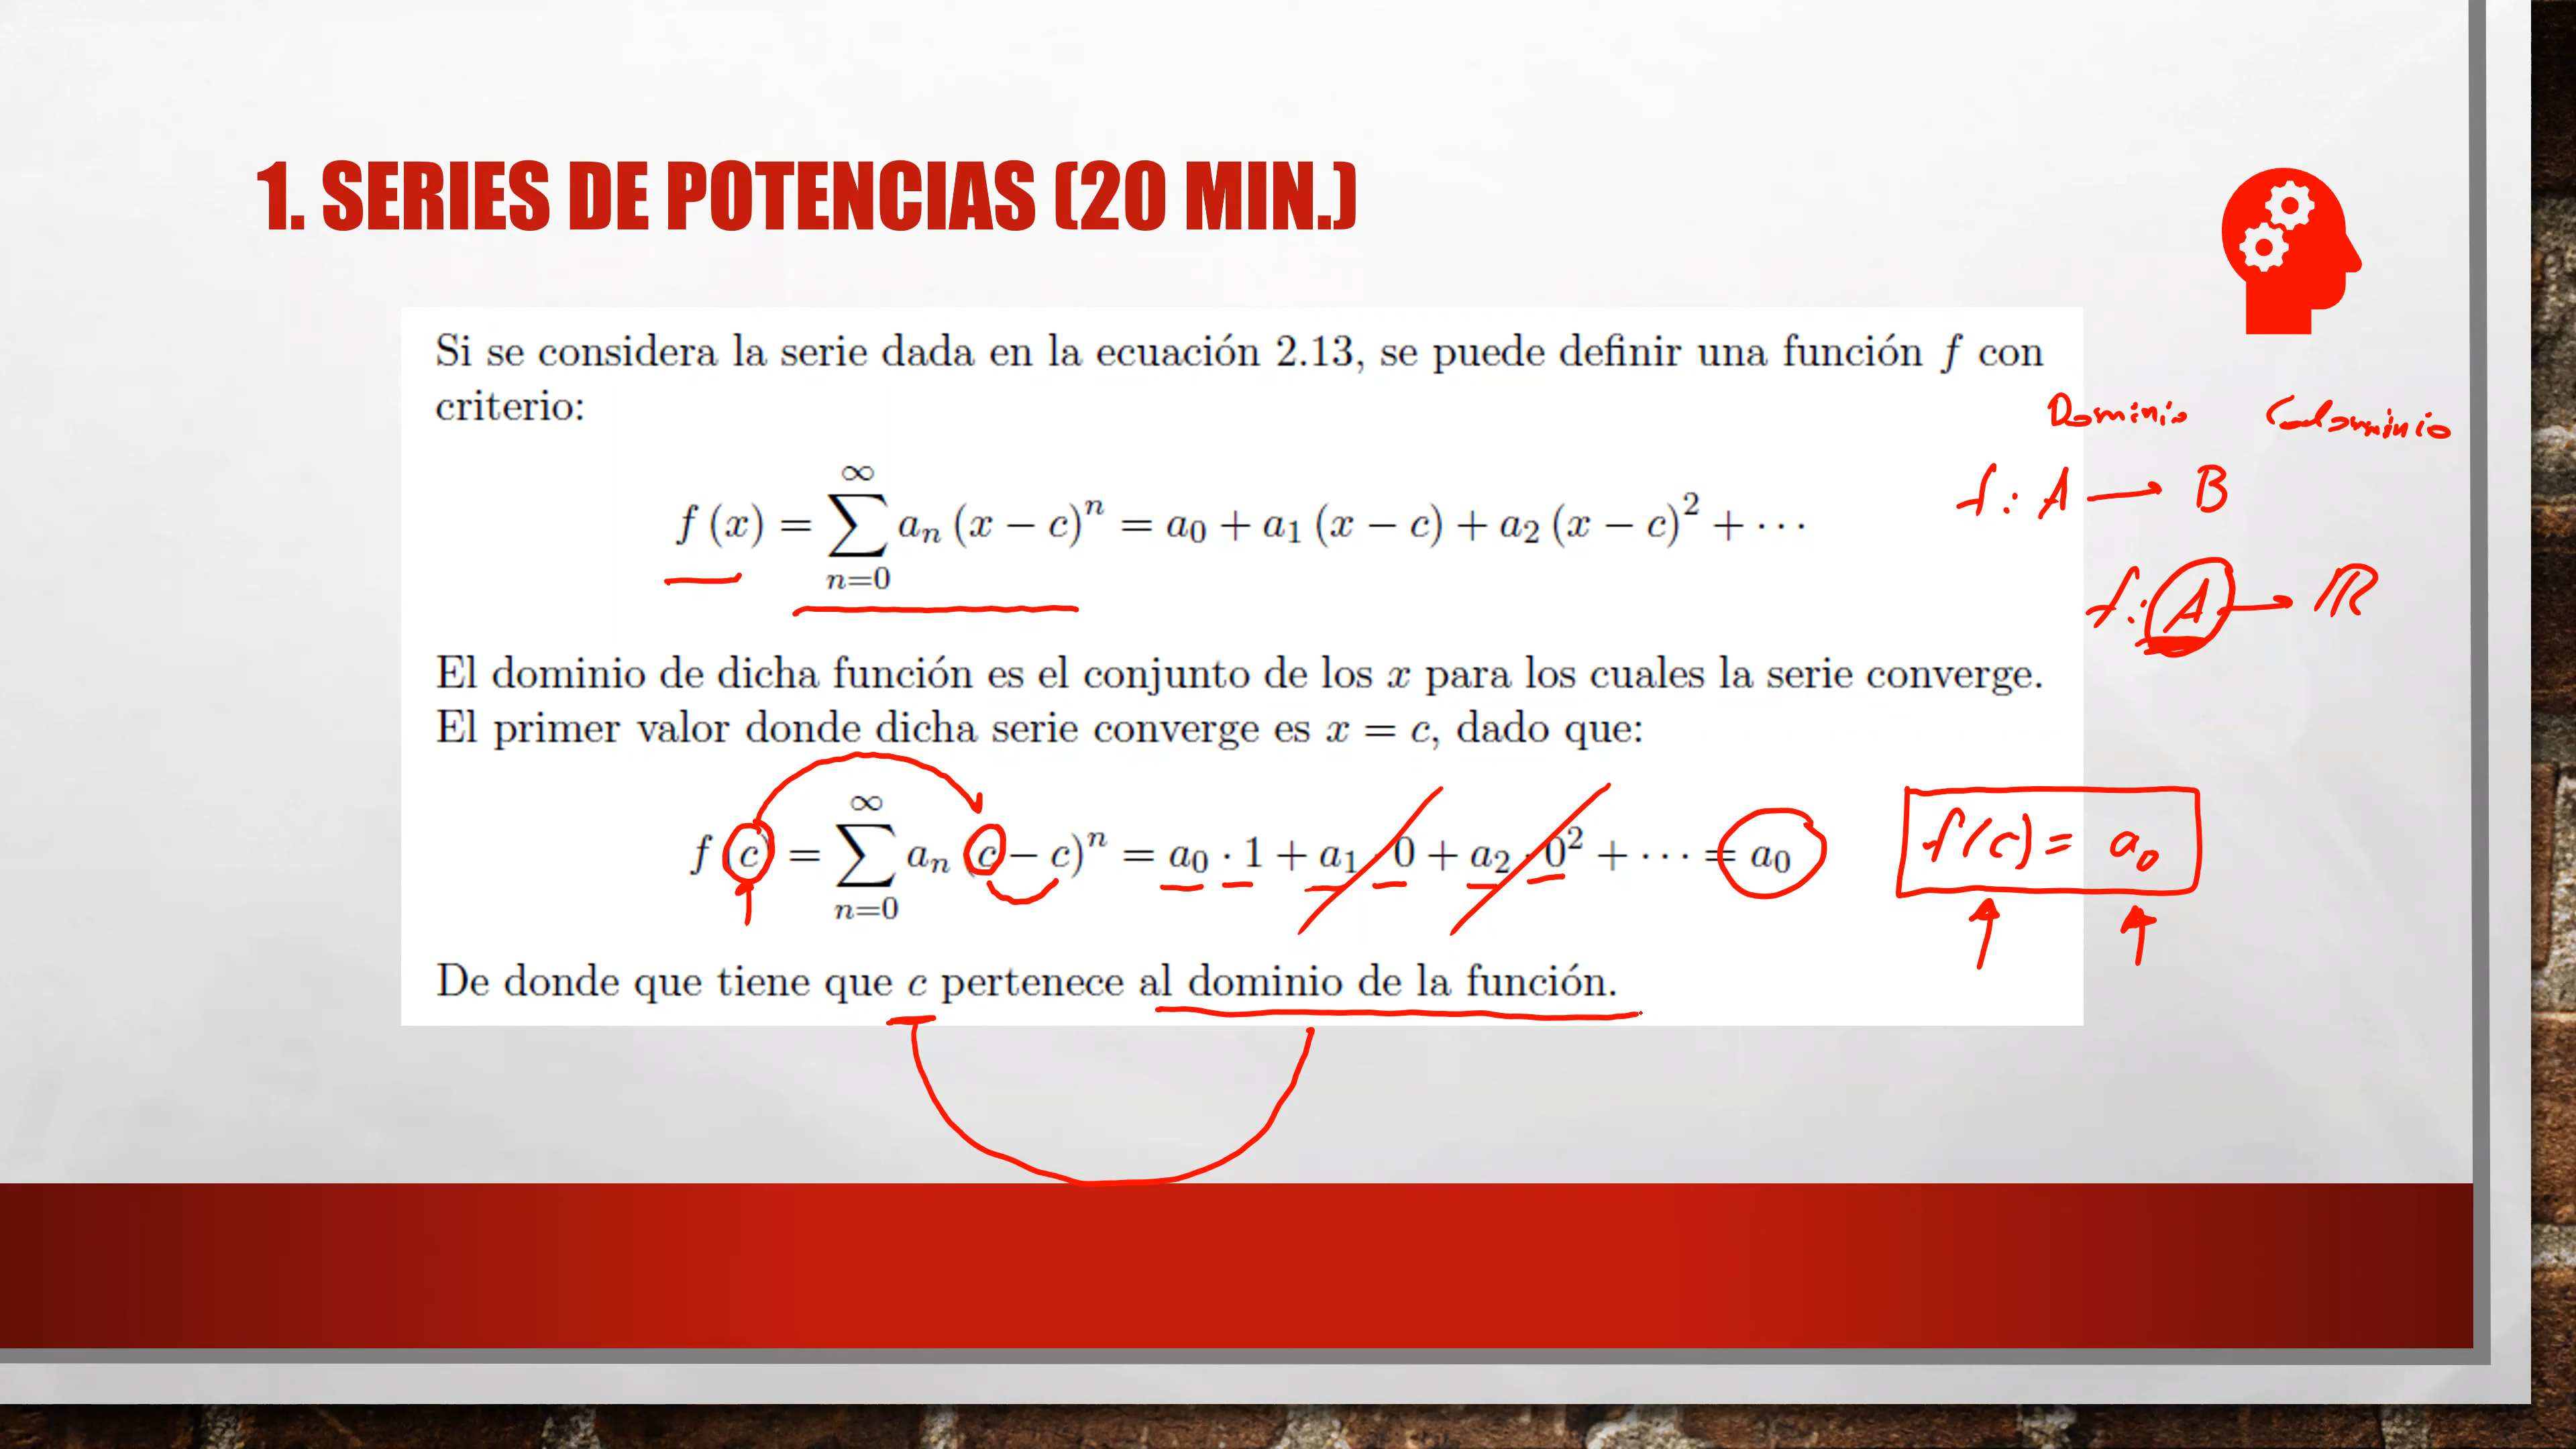 1. SERIES DE POTENCIAS (20 MIN.)
Si se considera la serie dada en la ecuación 2.13, se puede definir una función f con
criterio:
Dominio Codominio
f (x) = ∑_{n=0}^{∞} a_n (x − c)^n = a_0 + a_1 (x − c) + a_2 (x − c)^2 + ⋯
f : A → B
f : A → ℝ
El dominio de dicha función es el conjunto de los x para los cuales la serie converge.
El primer valor donde dicha serie converge es x = c, dado que:
f (c) = ∑_{n=0}^{∞} a_n (c − c)^n = a_0 · 1 + a_1 · 0 + a_2 · 0^2 + ⋯ = a_0
f(c) = a_0
De donde que tiene que c pertenece al dominio de la función.